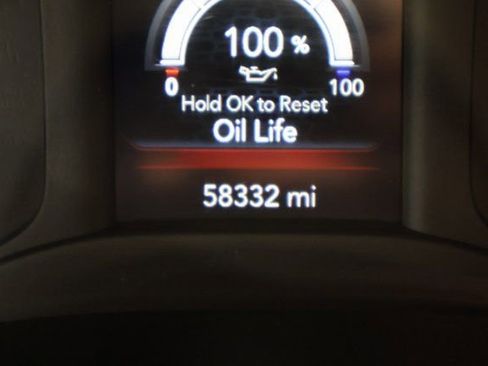 100 %
0 100
Hold OK to Reset
Oil Life
58332 mi